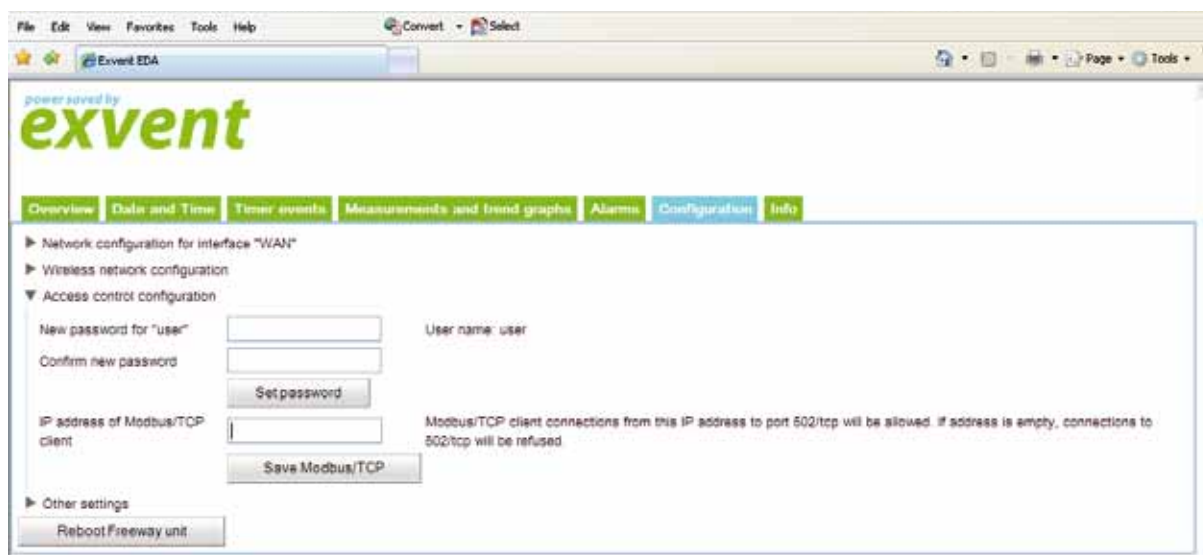 File Edit View Favorites Tools Help Convert Select
Exvent EDA Page Tools
power saved by
exvent
Overview Date and Time Timer events Measurements and trend graphs Alarms Configuration Info
Network configuration for interface "WAN"
Wireless network configuration
Access control configuration
New password for "user" User name: user
Confirm new password
Set password
IP address of Modbus/TCP client
Modbus/TCP client connections from this IP address to port 502/tcp will be allowed. If address is empty, connections to
502/tcp will be refused.
Save Modbus/TCP
Other settings
Reboot Freeway unit